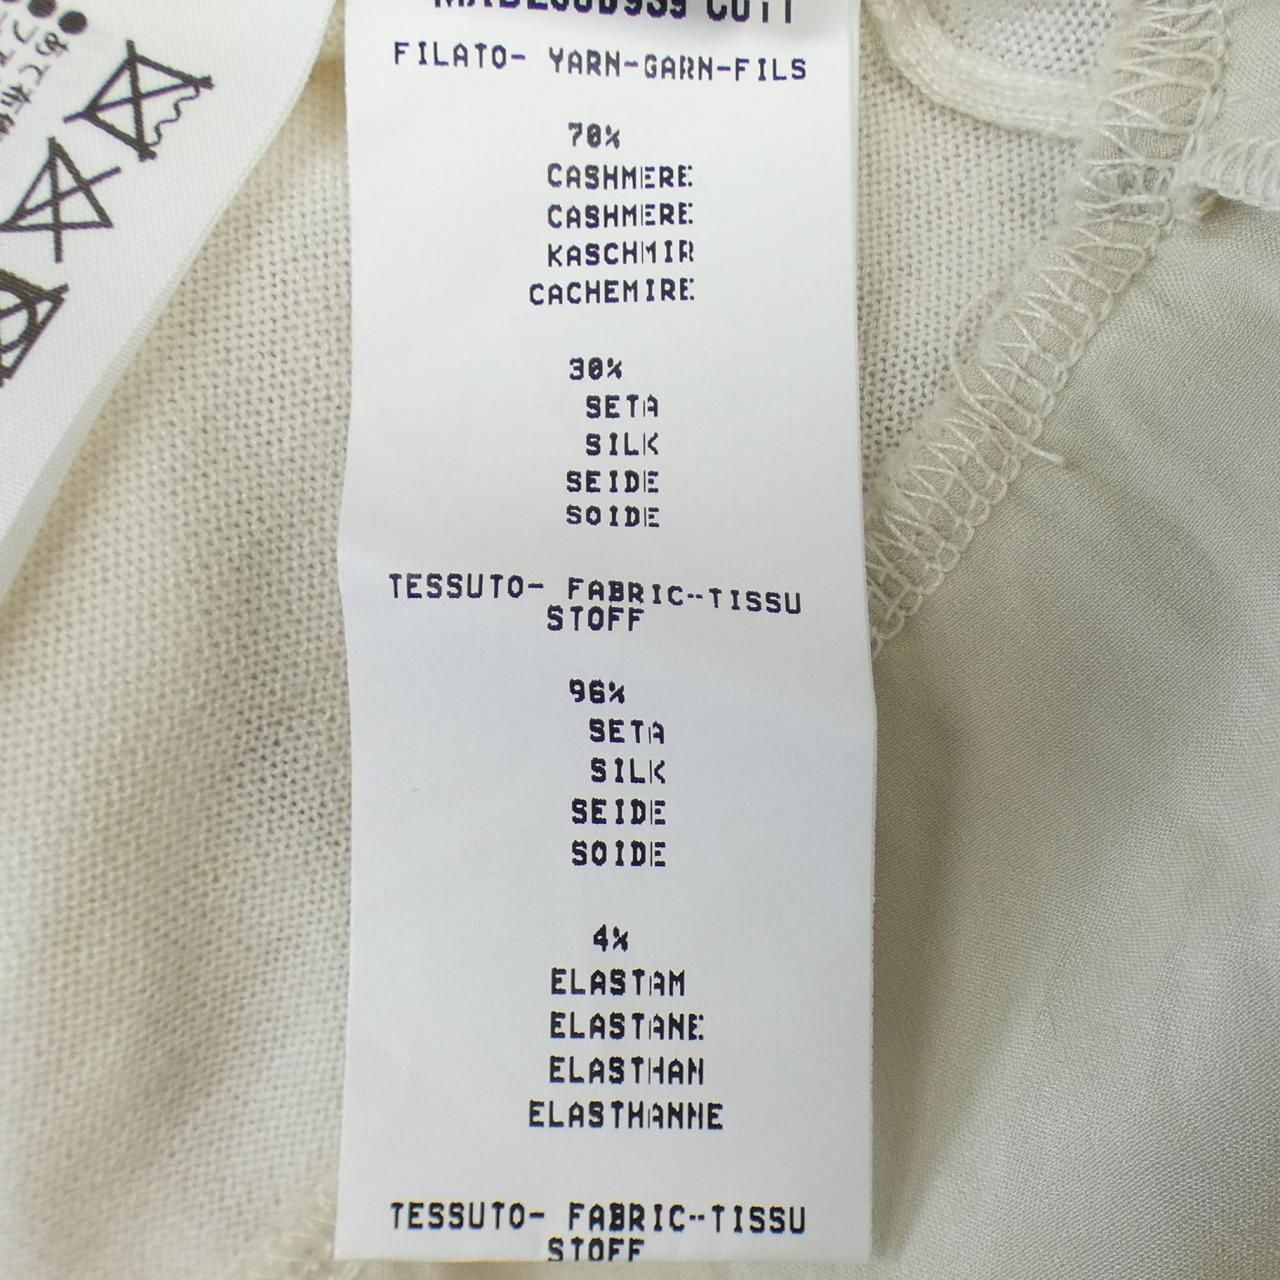 FILATO- YARN-GARN-FILS
70%
CASHMERE
CASHMERE
KASCHMIR
CACHEMIRE
30%
SETA
SILK
SEIDE
SOIDE
TESSUTO- FABRIC--TISSU
STOFF
96%
SETA
SILK
SEIDE
SOIDE
4%
ELASTAM
ELASTANE
ELASTHAN
ELASTHANNE
TESSUTO- FABRIC--TISSU
STOFF